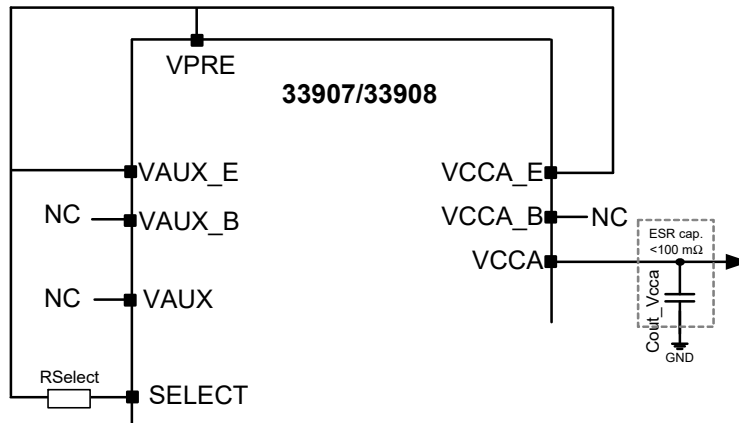 VPRE
33907/33908
VAUX_E
VCCA_E
NC
VAUX_B
VCCA_B
NC
ESR cap.
<100 mΩ
VCCA
NC
VAUX
Cout_Vcca
GND
RSelect
SELECT